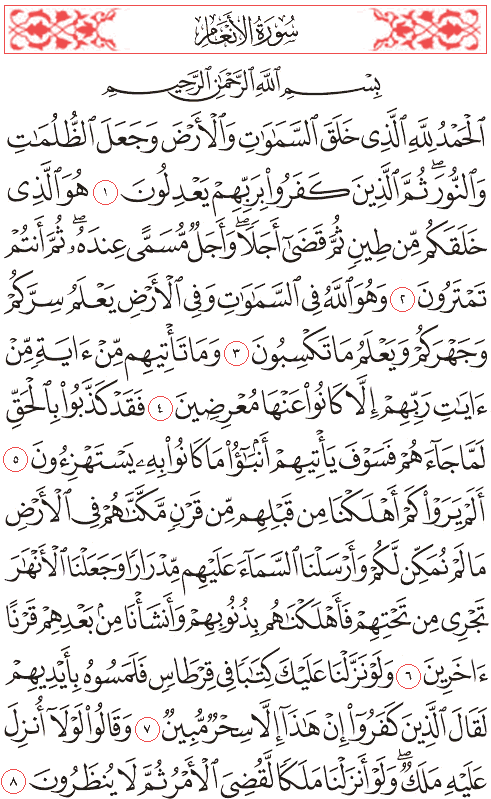 سُورَةُ الأَنْعَامِ
بِسْمِ ٱللَّهِ ٱلرَّحْمَٰنِ ٱلرَّحِيمِ
ٱلْحَمْدُ لِلَّهِ ٱلَّذِى خَلَقَ ٱلسَّمَٰوَٰتِ وَٱلْأَرْضَ وَجَعَلَ ٱلظُّلُمَٰتِ
وَٱلنُّورَ ۖ ثُمَّ ٱلَّذِينَ كَفَرُوا۟ بِرَبِّهِمْ يَعْدِلُونَ ١ هُوَ ٱلَّذِى
خَلَقَكُم مِّن طِينٍ ثُمَّ قَضَىٰٓ أَجَلًا ۖ وَأَجَلٌ مُّسَمًّى عِندَهُۥ ۖ ثُمَّ أَنتُمْ
تَمْتَرُونَ ٢ وَهُوَ ٱللَّهُ فِى ٱلسَّمَٰوَٰتِ وَفِى ٱلْأَرْضِ يَعْلَمُ سِرَّكُمْ
وَجَهْرَكُمْ وَيَعْلَمُ مَا تَكْسِبُونَ ٣ وَمَا تَأْتِيهِم مِّنْ ءَايَةٍ مِّنْ
ءَايَٰتِ رَبِّهِمْ إِلَّا كَانُوا۟ عَنْهَا مُعْرِضِينَ ٤ فَقَدْ كَذَّبُوا۟ بِٱلْحَقِّ
لَمَّا جَآءَهُمْ فَسَوْفَ يَأْتِيهِمْ أَنۢبَٰٓؤُا۟ مَا كَانُوا۟ بِهِۦ يَسْتَهْزِءُونَ ٥
أَلَمْ يَرَوْا۟ كَمْ أَهْلَكْنَا مِن قَبْلِهِم مِّن قَرْنٍ مَّكَّنَّٰهُمْ فِى ٱلْأَرْضِ
مَا لَمْ نُمَكِّن لَّكُمْ وَأَرْسَلْنَا ٱلسَّمَآءَ عَلَيْهِم مِّدْرَارًا وَجَعَلْنَا ٱلْأَنْهَٰرَ
تَجْرِى مِن تَحْتِهِمْ فَأَهْلَكْنَٰهُم بِذُنُوبِهِمْ وَأَنشَأْنَا مِنۢ بَعْدِهِمْ قَرْنًا
ءَاخَرِينَ ٦ وَلَوْ نَزَّلْنَا عَلَيْكَ كِتَٰبًا فِى قِرْطَاسٍ فَلَمَسُوهُ بِأَيْدِيهِمْ
لَقَالَ ٱلَّذِينَ كَفَرُوٓا۟ إِنْ هَٰذَآ إِلَّا سِحْرٌ مُّبِينٌ ٧ وَقَالُوا۟ لَوْلَآ أُنزِلَ
عَلَيْهِ مَلَكٌ ۖ وَلَوْ أَنزَلْنَا مَلَكًا لَّقُضِىَ ٱلْأَمْرُ ثُمَّ لَا يُنظَرُونَ ٨